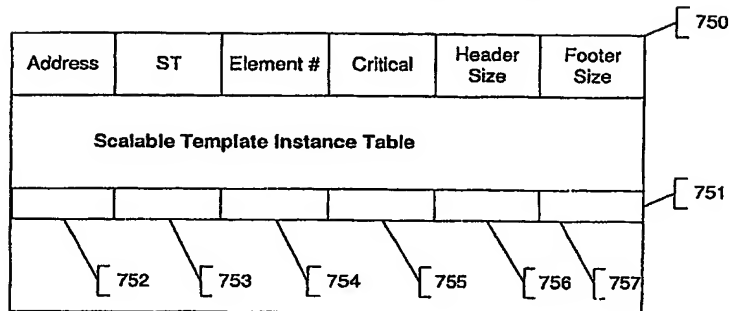 750
Address ST Element # Critical Header Size Footer Size
Scalable Template Instance Table
751
752 753 754 755 756 757